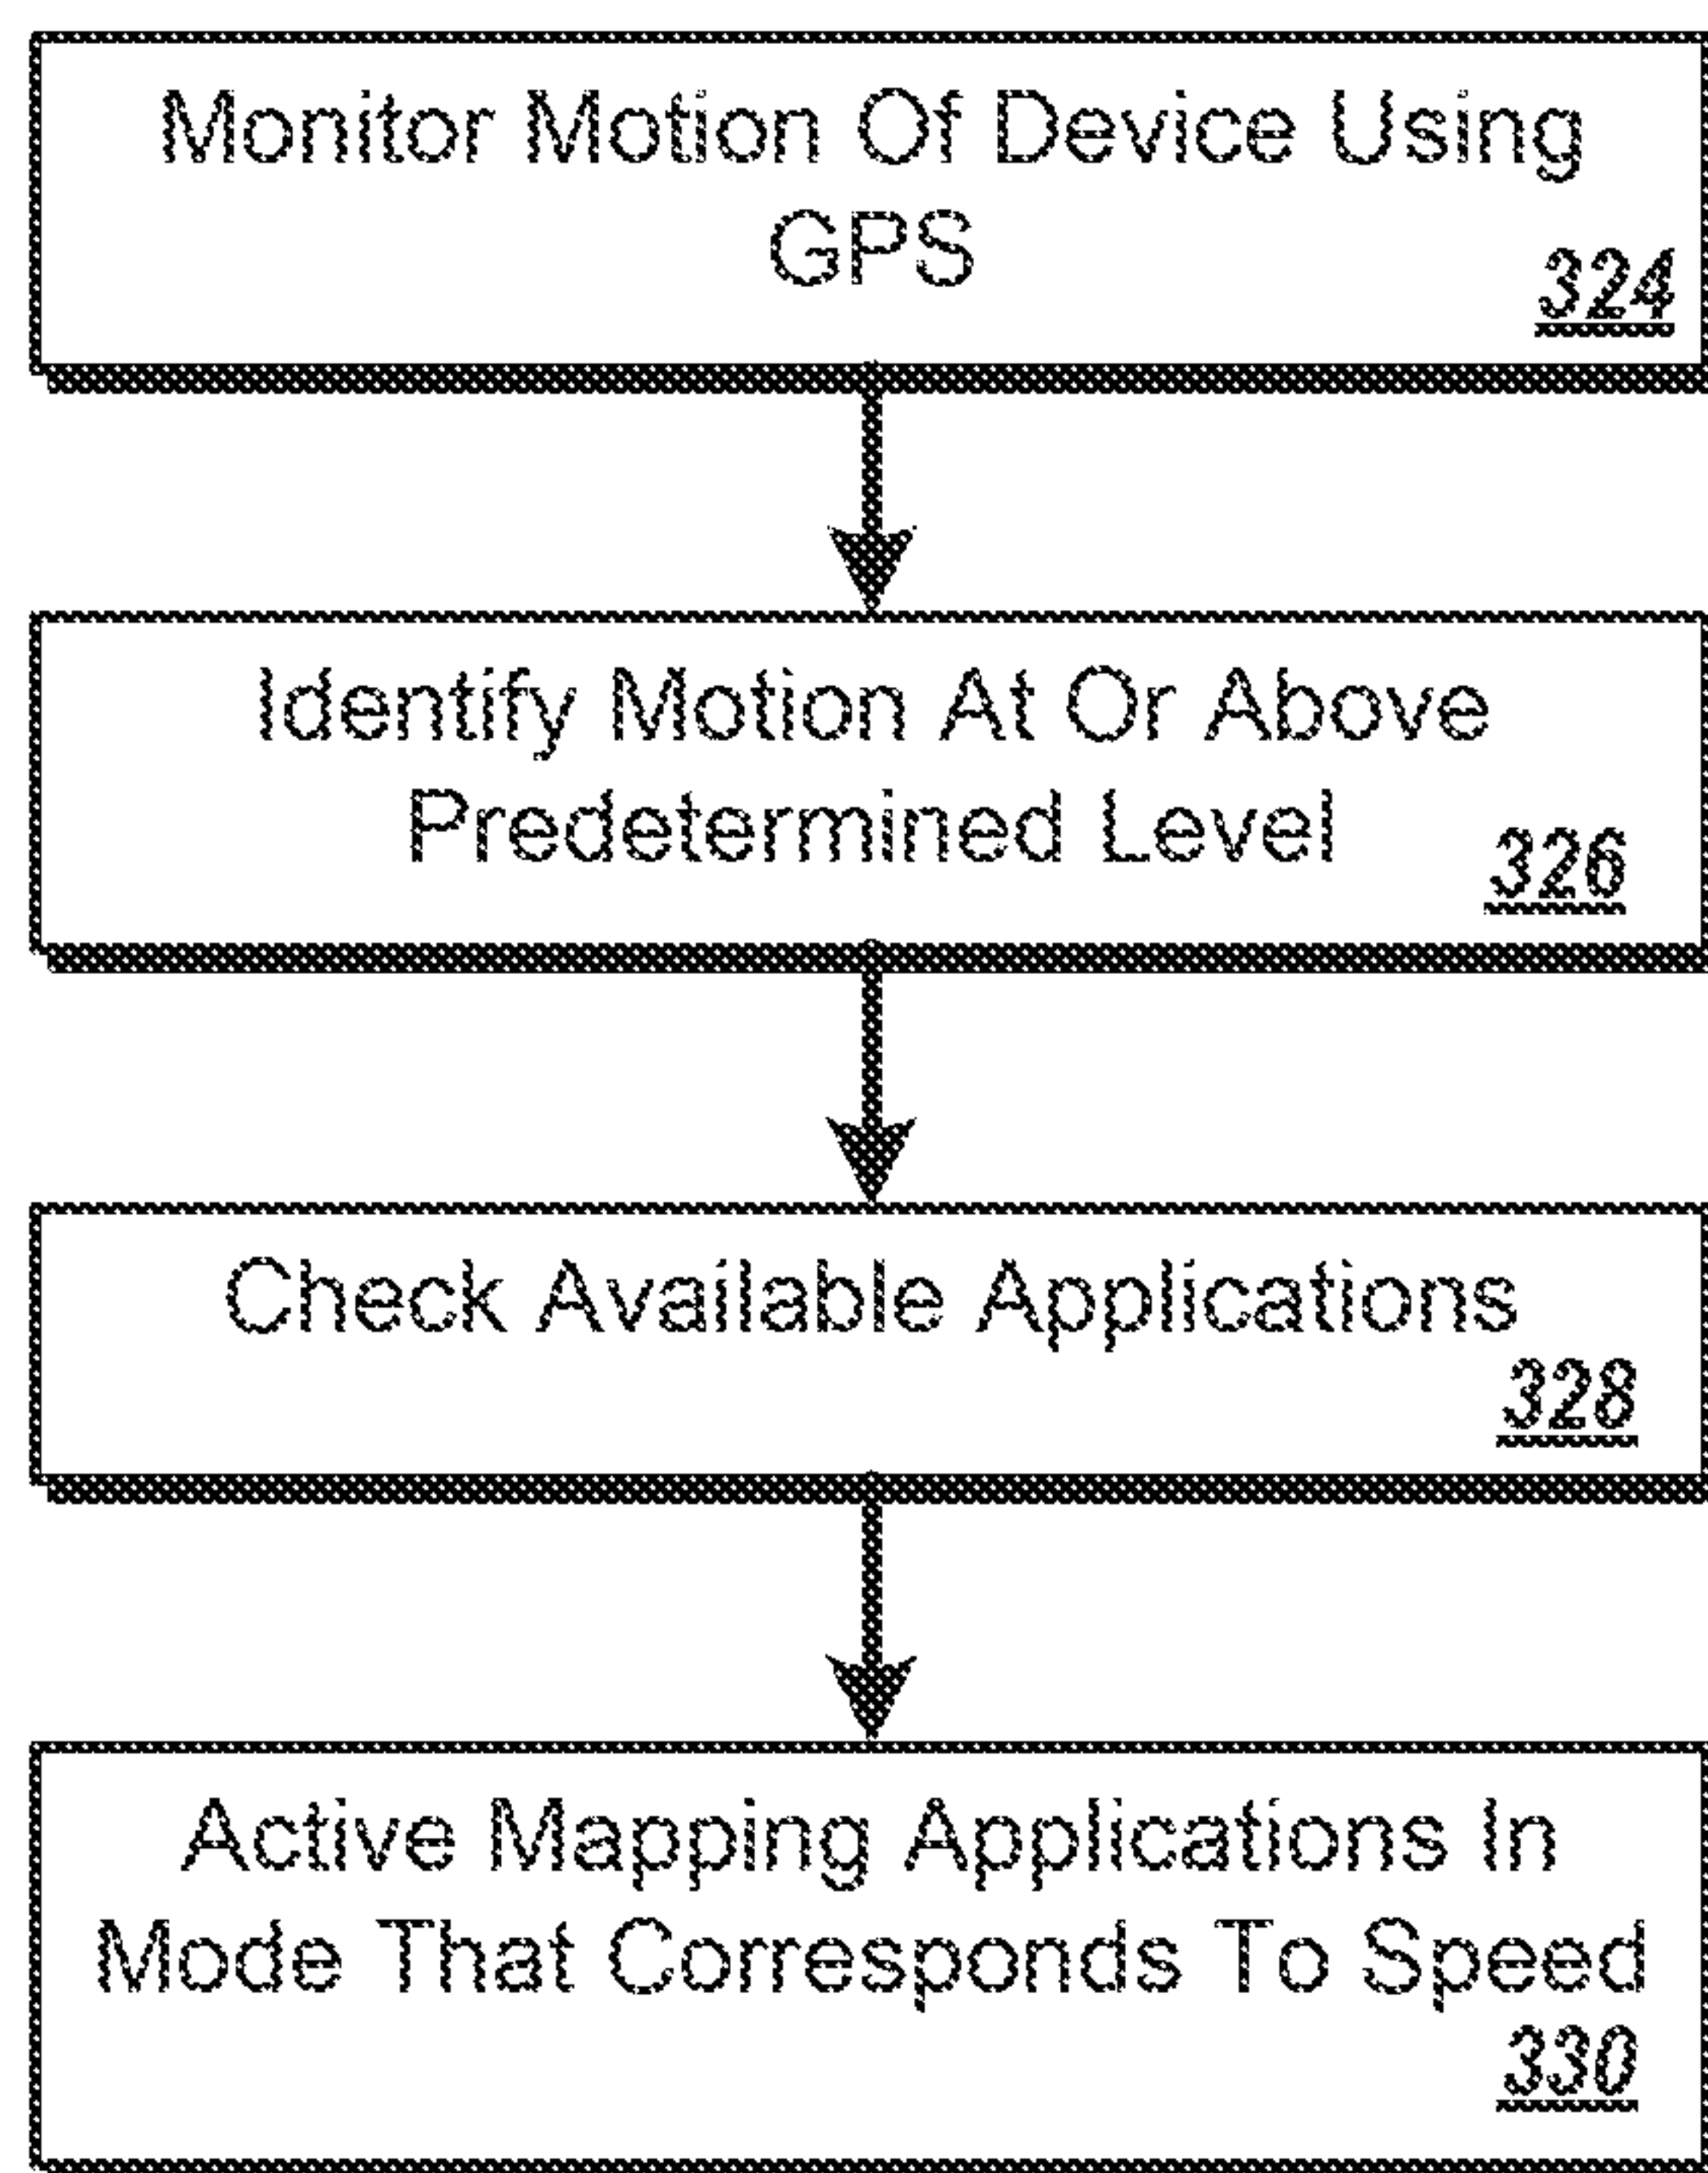 Monitor Motion Of Device Using
GPS
324
Identify Motion At Or Above
Predetermined Level
326
Check Available Applications
328
Active Mapping Applications In
Mode That Corresponds To Speed
330